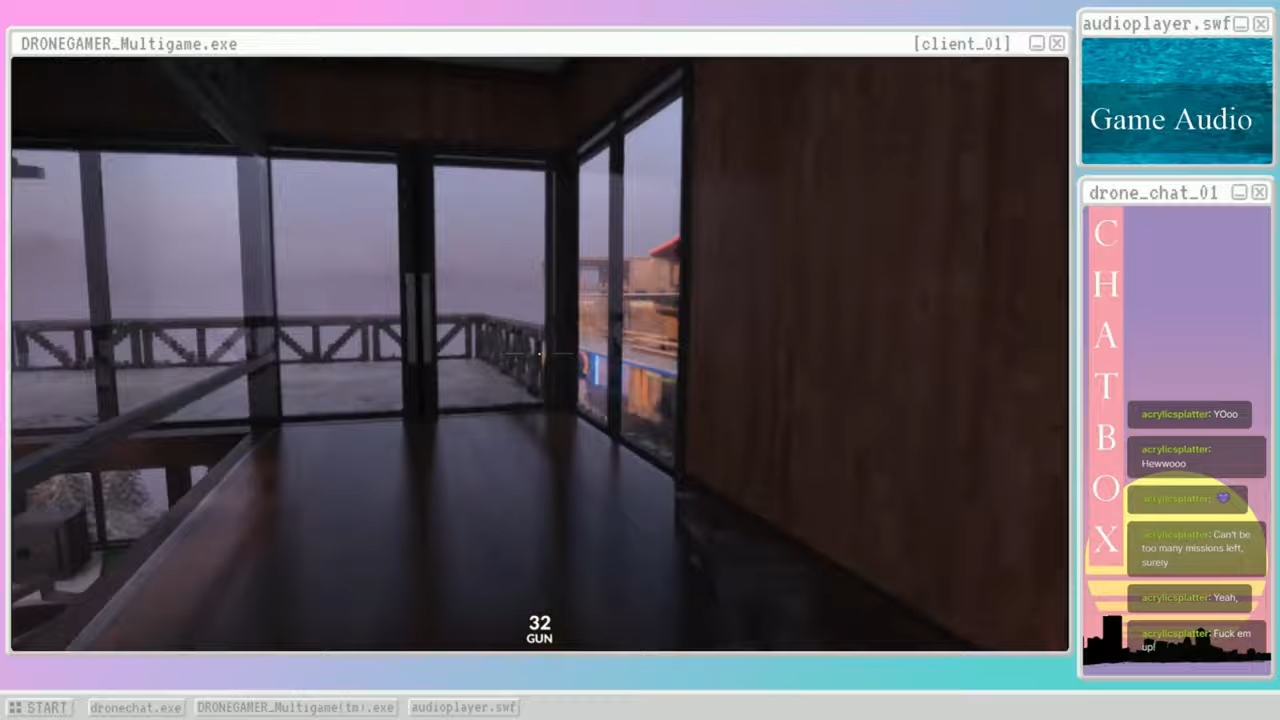 DRONEGAMER_Multigame.exe
[client_01]
32
GUN
audioplayer.swf
Game Audio
drone_chat_01
CHATBOX
acrylicsplatter: YOoo
acrylicsplatter:
Hewwooo
acrylicsplatter: 💜
acrylicsplatter: Can't be
too many missions left,
surely
acrylicsplatter: Yeah,
acrylicsplatter: Fuck em
up!
START
dronechat.exe
DRONEGAMER_Multigame(tm).exe
audioplayer.swf